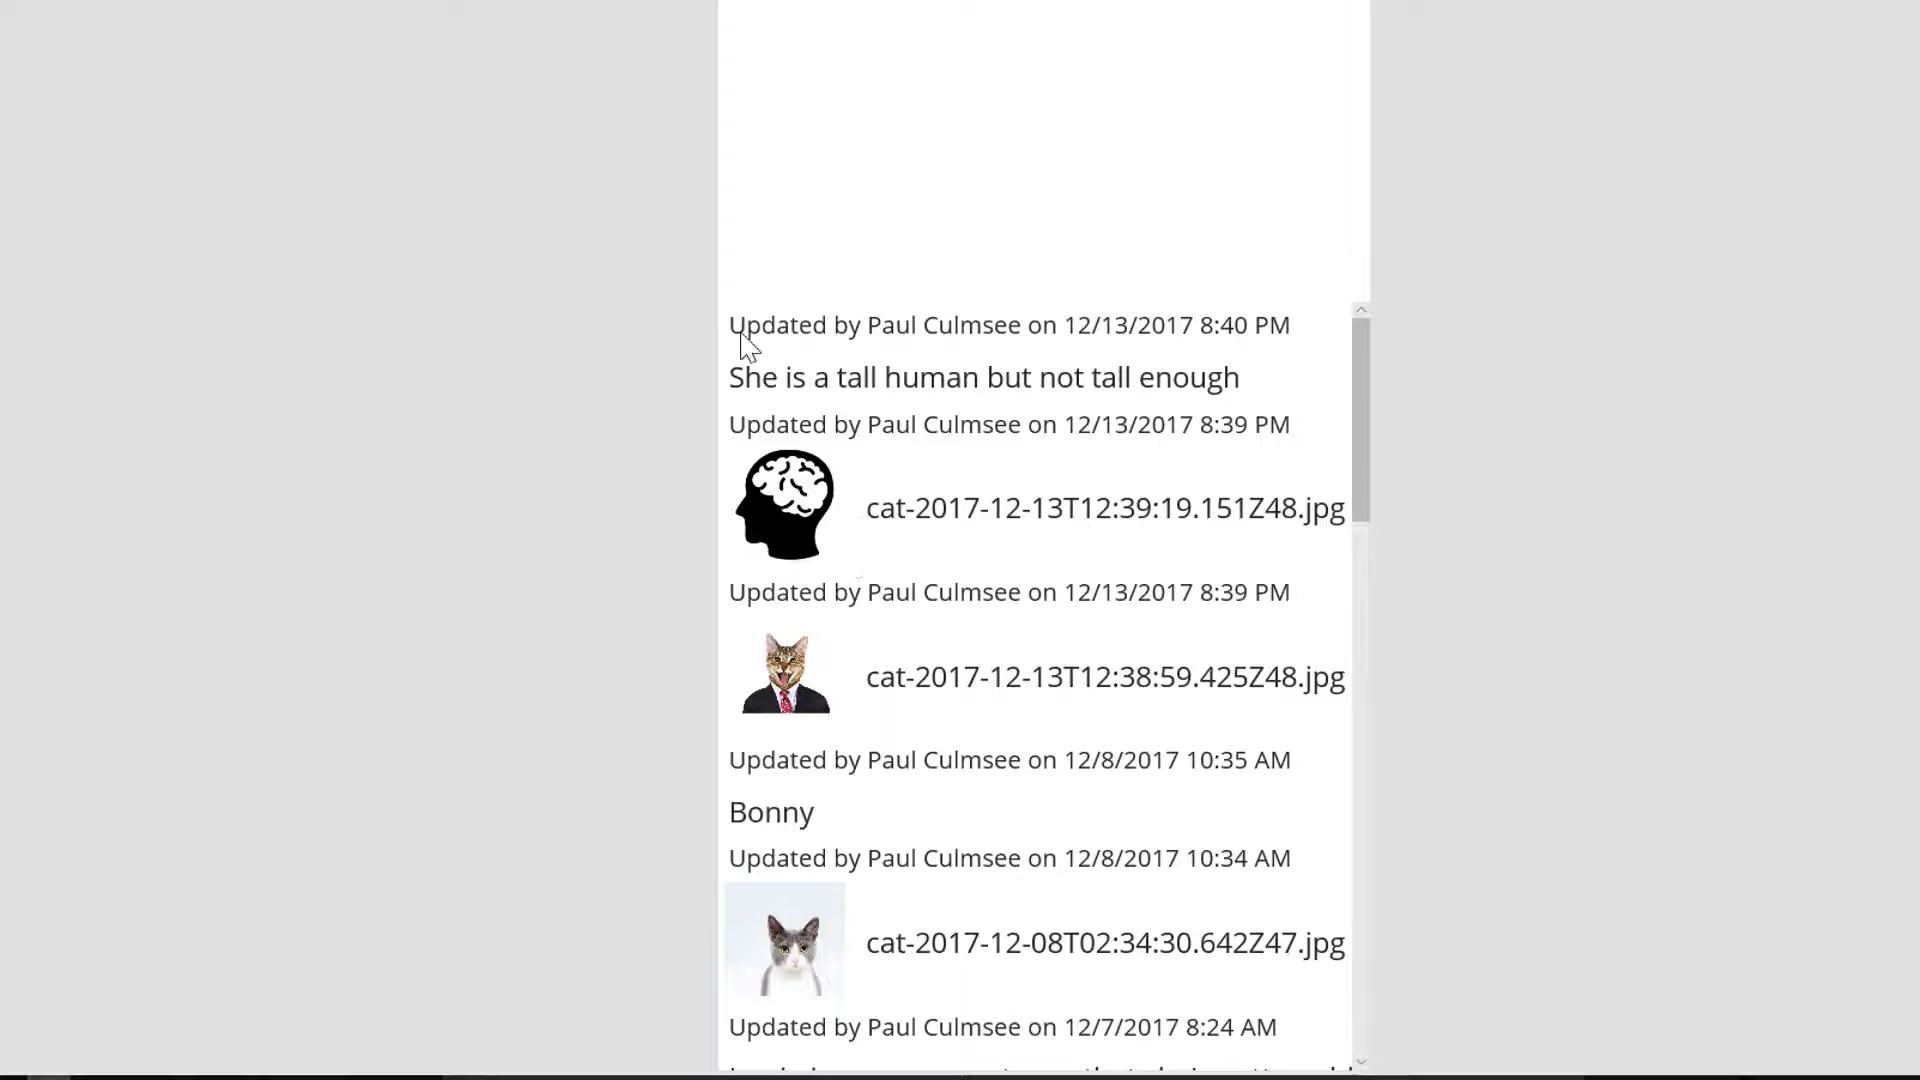 Updated by Paul Culmsee on 12/13/2017 8:40 PM
She is a tall human but not tall enough
Updated by Paul Culmsee on 12/13/2017 8:39 PM
cat-2017-12-13T12:39:19.151Z48.jpg
Updated by Paul Culmsee on 12/13/2017 8:39 PM
cat-2017-12-13T12:38:59.425Z48.jpg
Updated by Paul Culmsee on 12/8/2017 10:35 AM
Bonny
Updated by Paul Culmsee on 12/8/2017 10:34 AM
cat-2017-12-08T02:34:30.642Z47.jpg
Updated by Paul Culmsee on 12/7/2017 8:24 AM